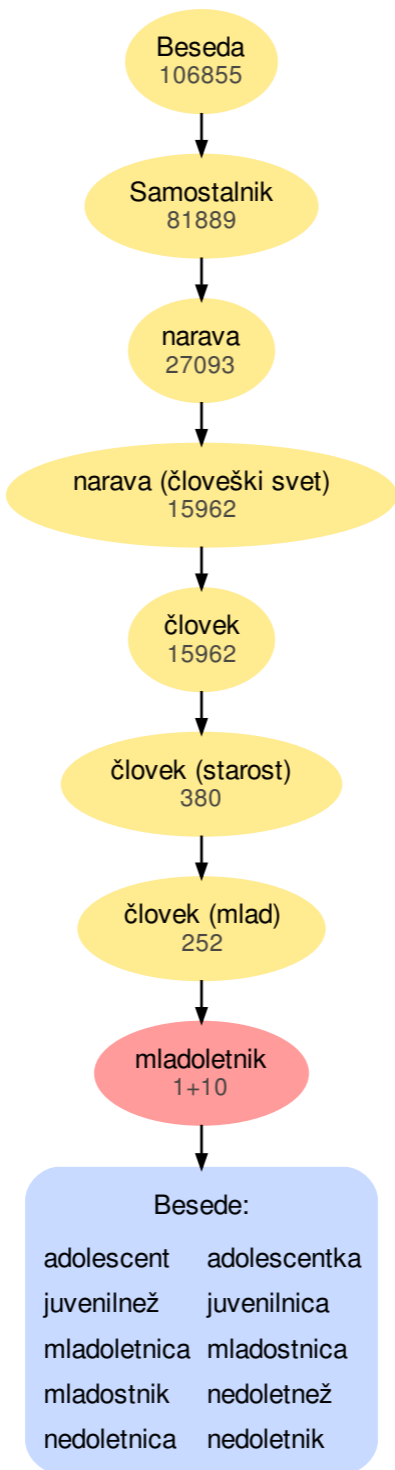 Beseda
106855
Samostalnik
81889
narava
27093
narava (človeški svet)
15962
človek
15962
človek (starost)
380
človek (mlad)
252
mladoletnik
1+10
Besede:
adolescent adolescentka
juvenilnež juvenilnica
mladoletnica mladostnica
mladostnik nedoletnež
nedoletnica nedoletnik